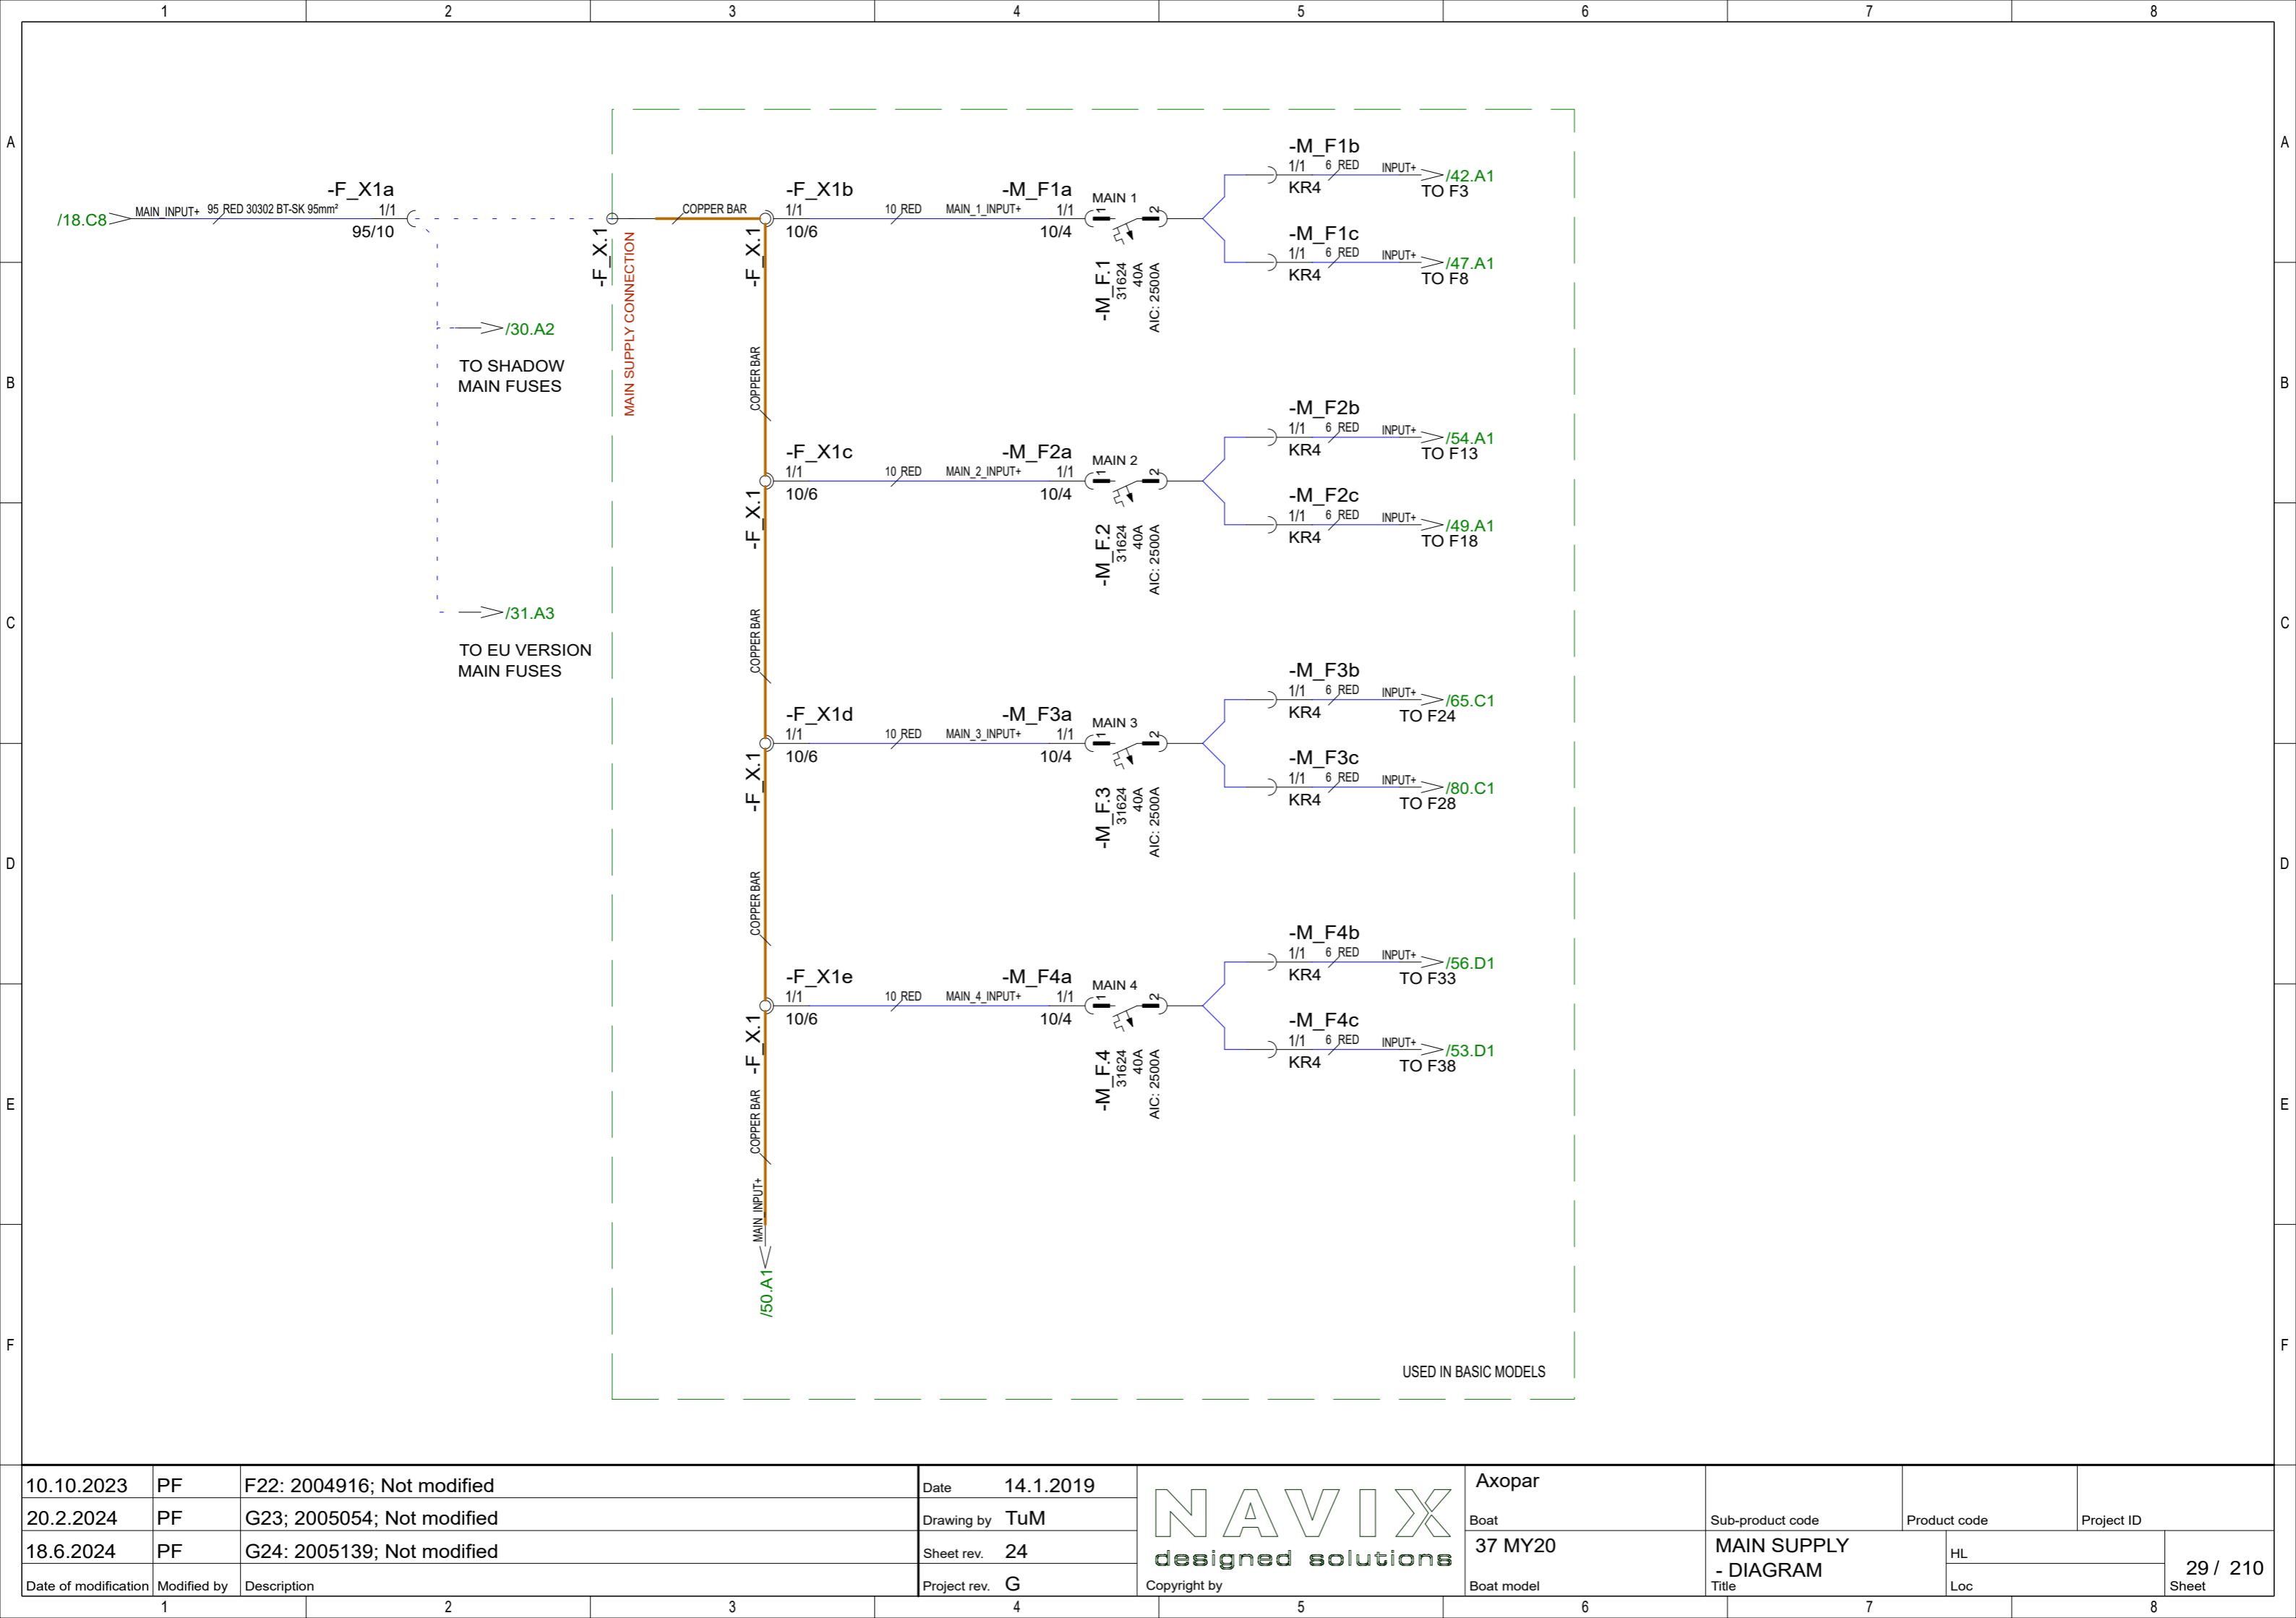 1 2 3 4 5 6 7 8
A A
-M_F1b
1/1 6 RED INPUT+ /42.A1
KR4 TO F3
-F_X1a -F_X1b -M_F1a MAIN 1
/18.C8 MAIN_INPUT+ 95 RED 30302 BT-SK 95mm² 1/1 COPPER BAR 1/1 10 RED MAIN_1_INPUT+ 1/1 1 2
95/10 10/6 10/4
-M_F1c
1/1 6 RED INPUT+ /47.A1
KR4 TO F8
-F_X.1
MAIN SUPPLY CONNECTION
-F_X.1
-M_F.1
31624
40A
AIC: 2500A
/30.A2
TO SHADOW
MAIN FUSES
COPPER BAR
B B
-M_F2b
1/1 6 RED INPUT+ /54.A1
KR4 TO F13
-F_X1c -M_F2a MAIN 2
1/1 10 RED MAIN_2_INPUT+ 1/1 1 2
10/6 10/4
-M_F2c
1/1 6 RED INPUT+ /49.A1
KR4 TO F18
-F_X.1
-M_F.2
31624
40A
AIC: 2500A
/31.A3
TO EU VERSION
MAIN FUSES
COPPER BAR
C C
-M_F3b
1/1 6 RED INPUT+ /65.C1
KR4 TO F24
-F_X1d -M_F3a MAIN 3
1/1 10 RED MAIN_3_INPUT+ 1/1 1 2
10/6 10/4
-M_F3c
1/1 6 RED INPUT+ /80.C1
KR4 TO F28
-F_X.1
-M_F.3
31624
40A
AIC: 2500A
COPPER BAR
D D
-M_F4b
1/1 6 RED INPUT+ /56.D1
KR4 TO F33
-F_X1e -M_F4a MAIN 4
1/1 10 RED MAIN_4_INPUT+ 1/1 1 2
10/6 10/4
-M_F4c
1/1 6 RED INPUT+ /53.D1
KR4 TO F38
-F_X.1
-M_F.4
31624
40A
AIC: 2500A
COPPER BAR
E E
MAIN_INPUT+
/50.A1
F F
USED IN BASIC MODELS
10.10.2023 PF F22: 2004916; Not modified
20.2.2024 PF G23; 2005054; Not modified
18.6.2024 PF G24: 2005139; Not modified
Date of modification Modified by Description
Date 14.1.2019
Drawing by TuM
Sheet rev. 24
Project rev. G
NAVIX
designed solutions
Copyright by
Axopar
Boat
37 MY20
Boat model
Sub-product code Product code Project ID
MAIN SUPPLY
- DIAGRAM
Title
HL
Loc
29 / 210
Sheet
1 2 3 4 5 6 7 8